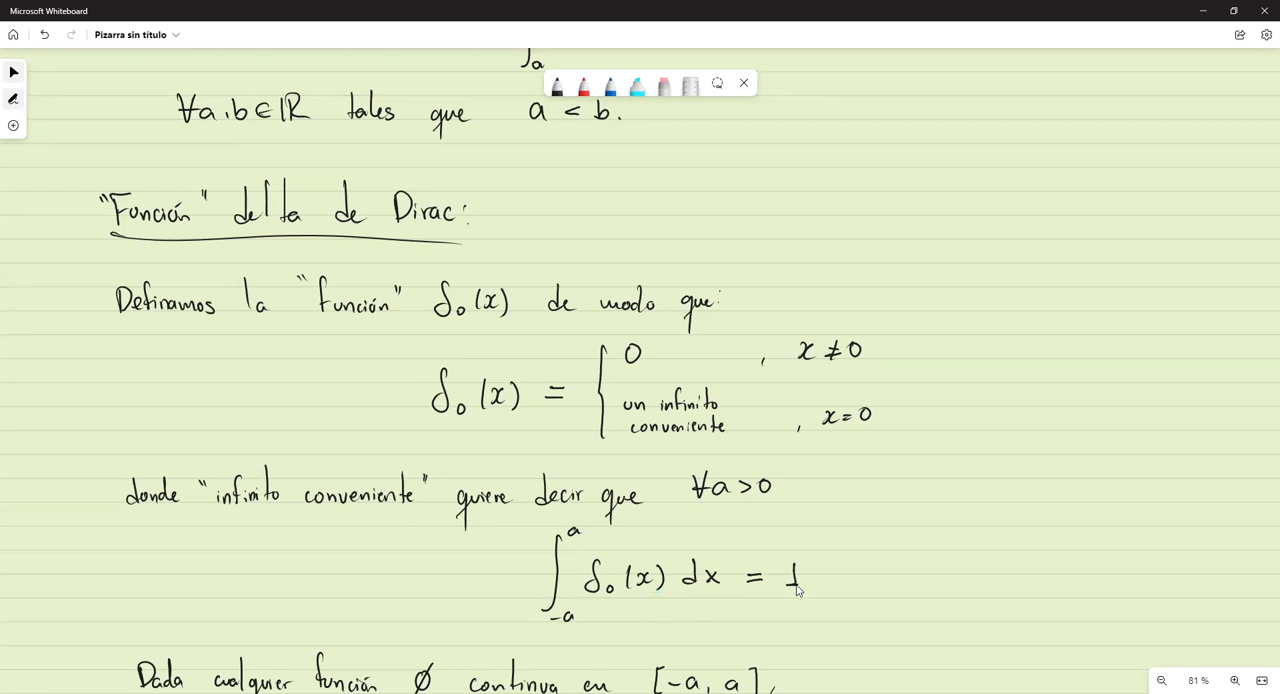 Microsoft Whiteboard
Pizarra sin título
∫a
∀a,b∈ℝ tales que a < b.
"Función" delta de Dirac:
Definamos la "función" δ₀(x) de modo que:
δ₀(x) = { 0 , x ≠ 0
un infinito conveniente , x = 0
donde "infinito conveniente" quiere decir que ∀a > 0
∫₋ₐᵃ δ₀(x) dx = 1
Dada cualquier función ϕ continua en [-a, a],
81 %